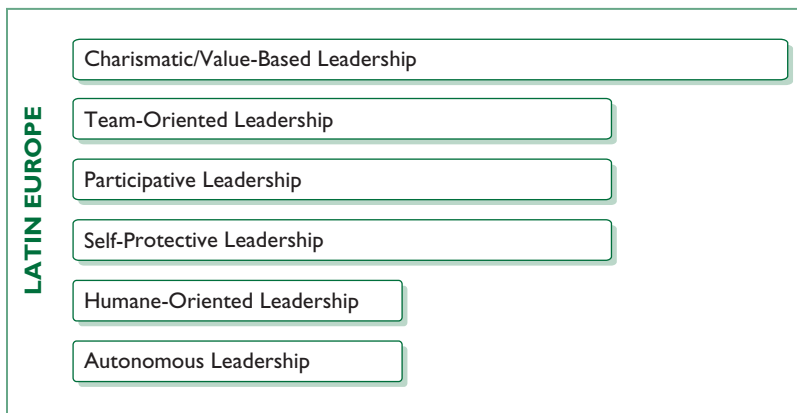 LATIN EUROPE
Charismatic/Value-Based Leadership
Team-Oriented Leadership
Participative Leadership
Self-Protective Leadership
Humane-Oriented Leadership
Autonomous Leadership